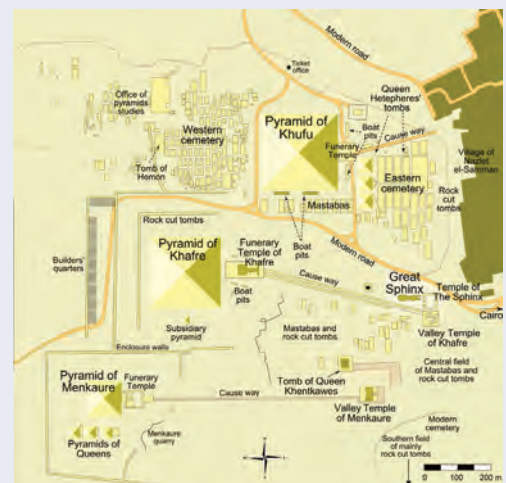 Modern road
Modern road
Ticket
office
Office of
pyramids
studies
Western
cemetery
Tomb of
Hemon
Pyramid of
Khufu
Boat
pits
Queen
Hetepheres'
tombs
Cause way
Funerary
Temple
Eastern
cemetery
Village of
Nazlet
el-Samman
Rock
cut
tombs
Mastabas
Rock cut tombs
Boat
pits
Modern road
Builders'
quarters
Pyramid of
Khafre
Funerary
Temple of
Khafre
Cause way
Boat
pits
Great
Sphinx
Temple of
The Sphinx
Cairo
Subsidiary
pyramid
Mastabas and
rock cut tombs
Valley Temple
of Khafre
Enclosure walls
Central field
of Mastabas and
rock cut tombs
Pyramid of
Menkaure
Funerary
Temple
Tomb of Queen
Khentkawes
Cause way
Valley Temple
of Menkaure
Pyramids of
Queens
Menkaure
quarry
Modern
cemetery
Southern field
of mainly
rock cut tombs
0 100 200 m